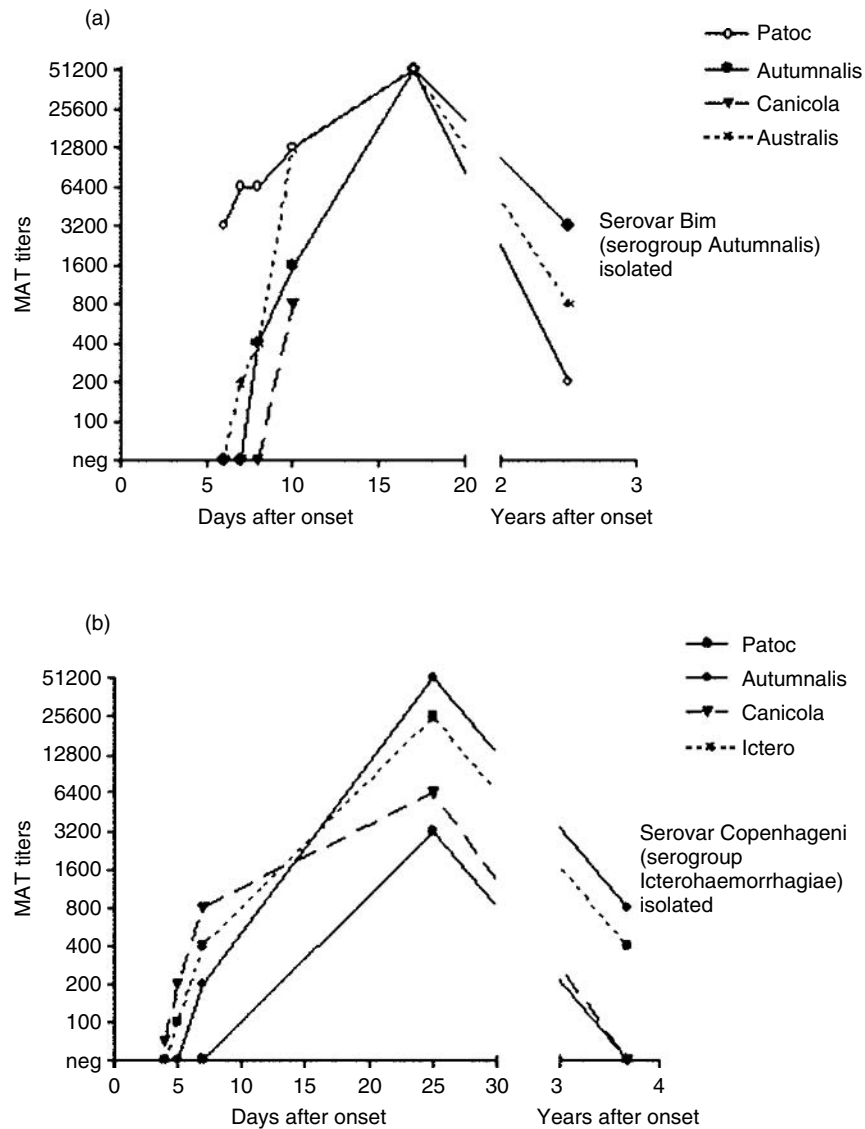 (a)
Patoc
Autumnalis
Canicola
Australis
51200
25600
12800
6400
3200
1600
800
400
200
100
neg
MAT titers
0
5
10
15
20
2
3
Days after onset
Years after onset
Serovar Bim
(serogroup Autumnalis)
isolated
(b)
Patoc
Autumnalis
Canicola
Ictero
51200
25600
12800
6400
3200
1600
800
400
200
100
neg
MAT titers
0
5
10
15
20
25
30
3
4
Days after onset
Years after onset
Serovar Copenhageni
(serogroup
Icterohaemorrhagiae)
isolated